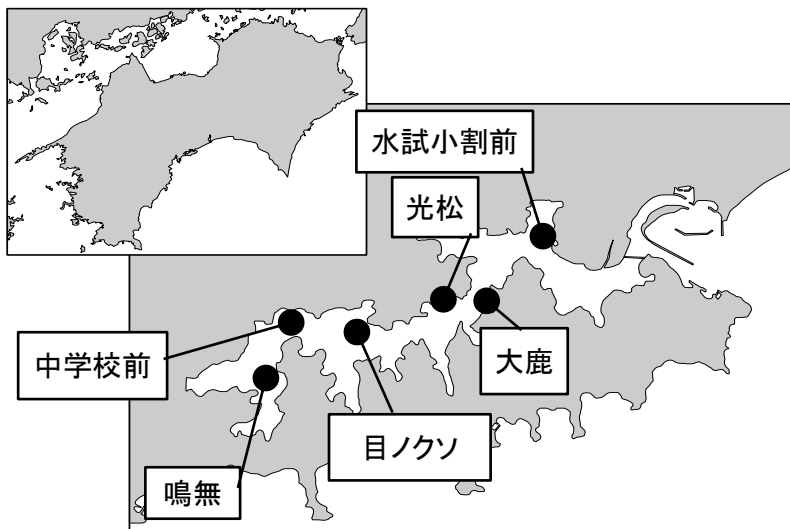 水試小割前
光松
大鹿
中学校前
目ノクソ
鳴無